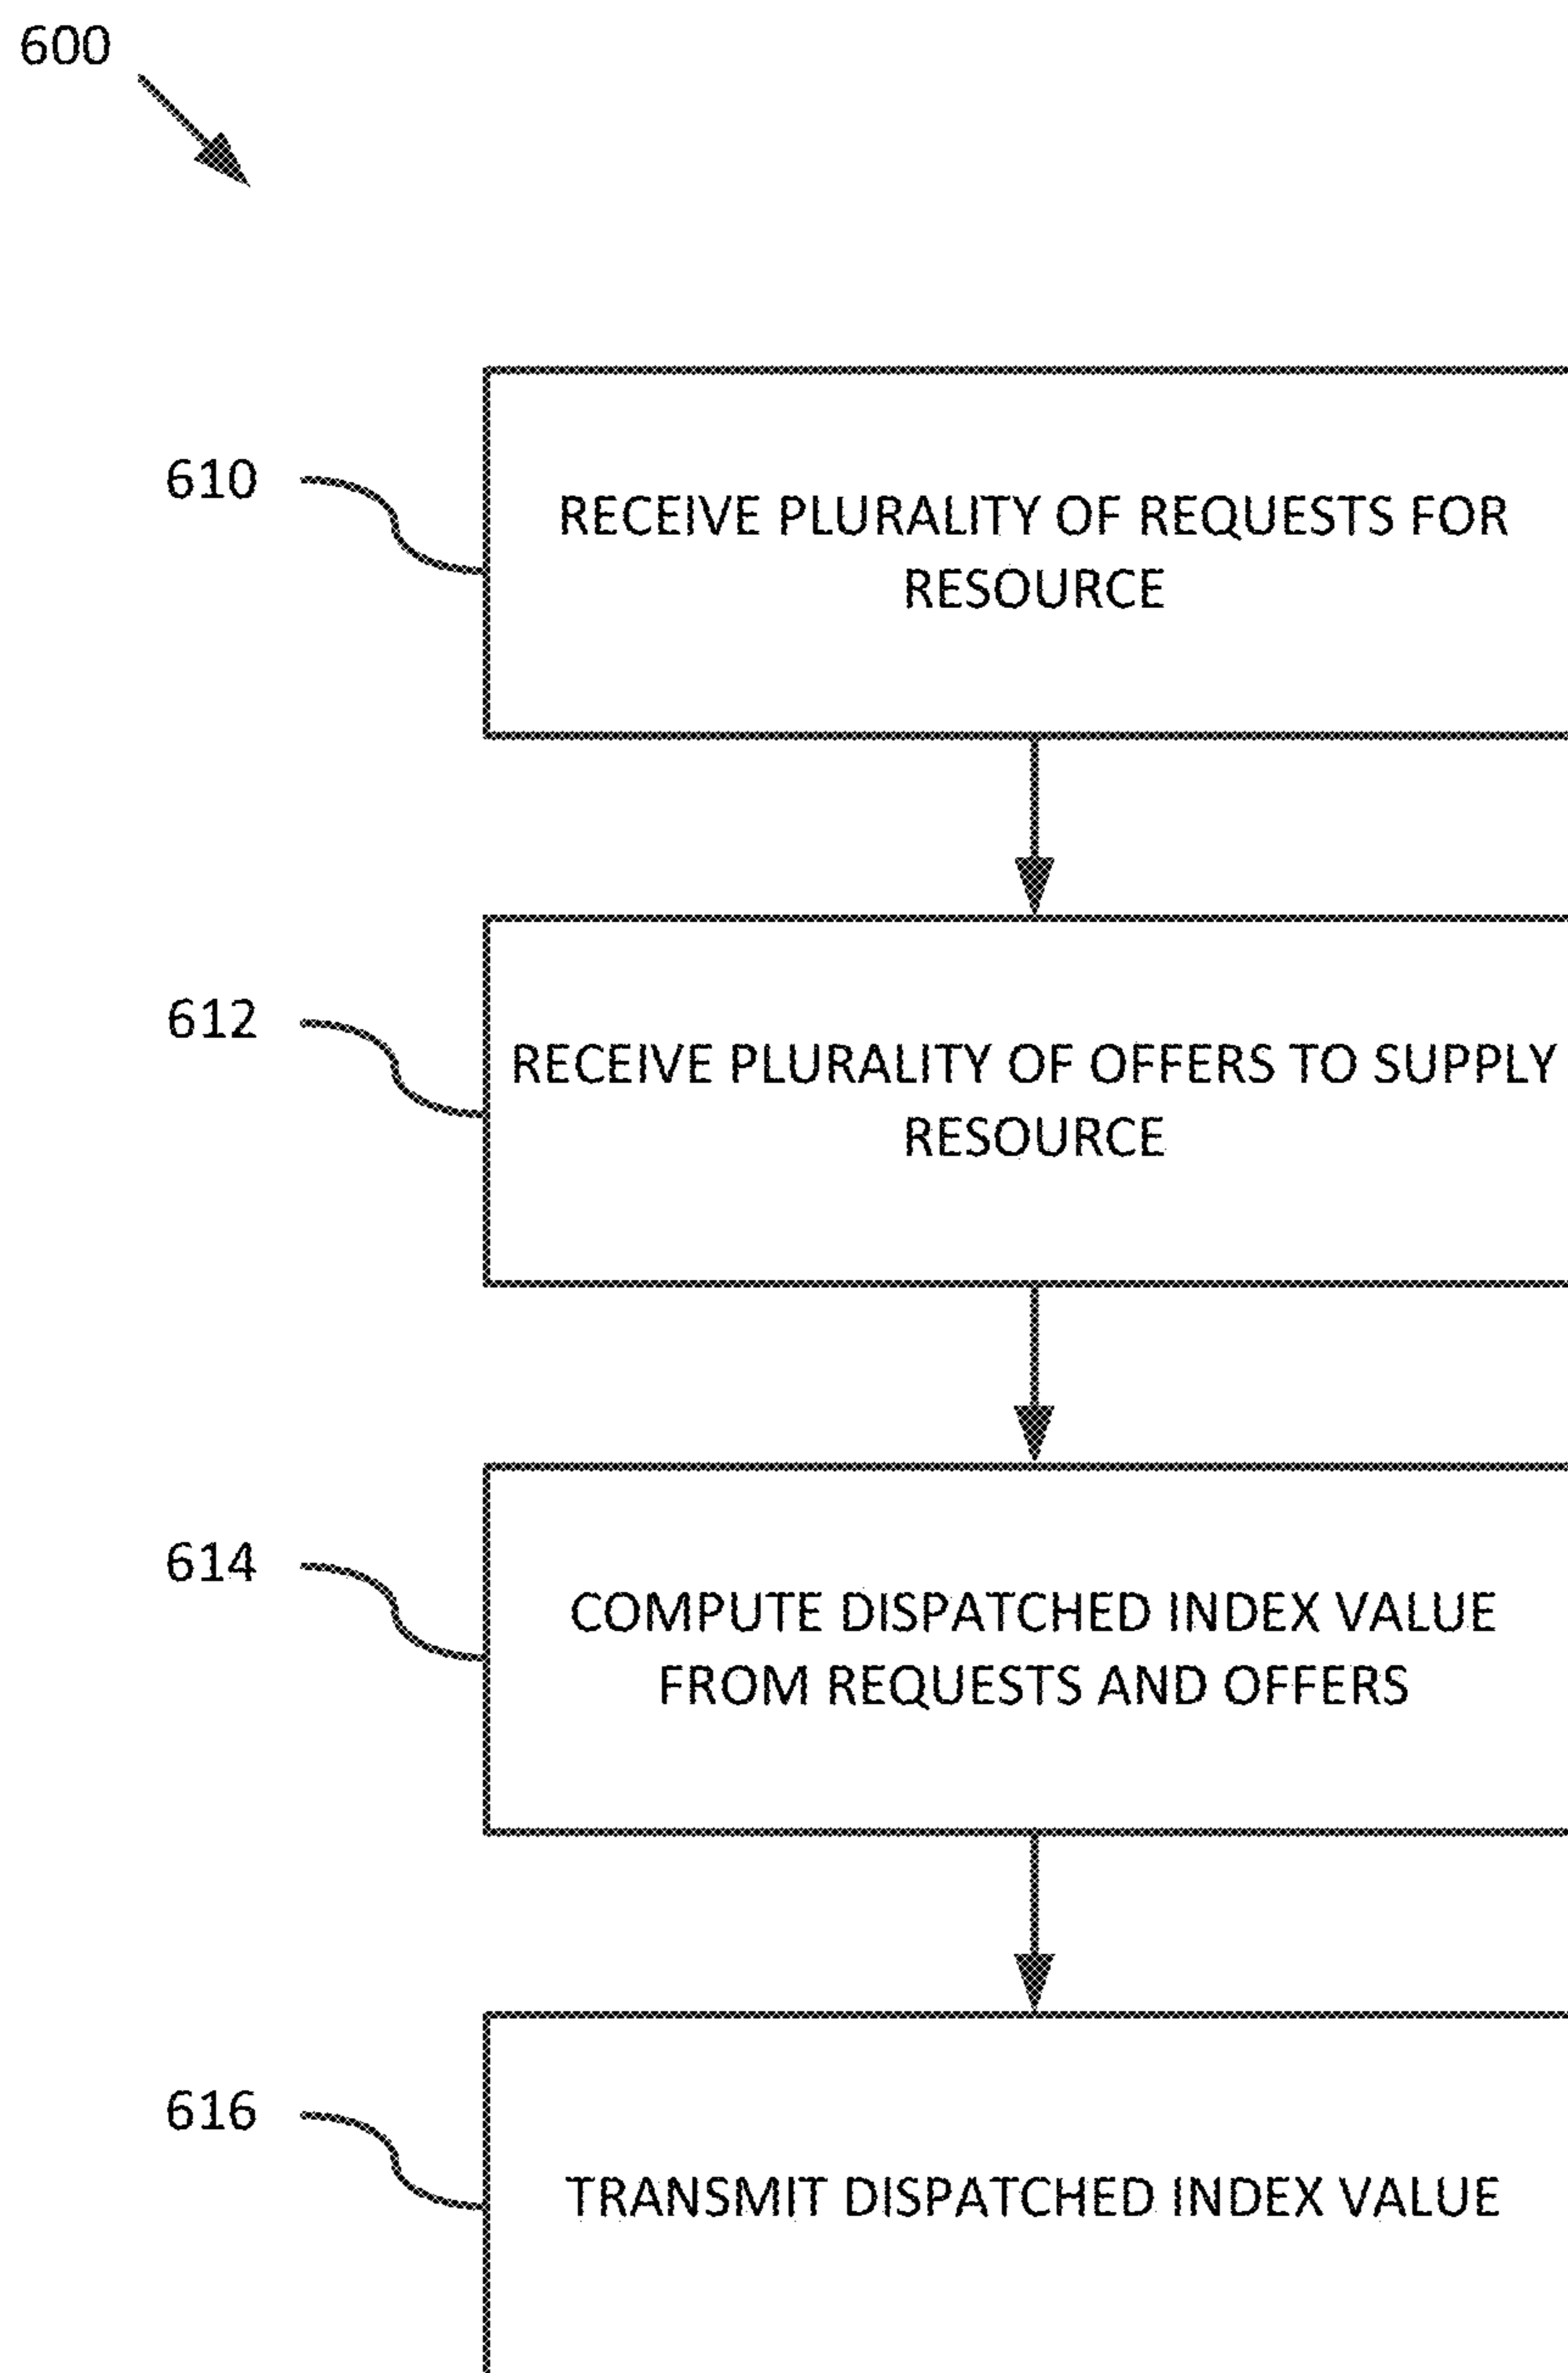 600
610
RECEIVE PLURALITY OF REQUESTS FOR
RESOURCE
612
RECEIVE PLURALITY OF OFFERS TO SUPPLY
RESOURCE
614
COMPUTE DISPATCHED INDEX VALUE
FROM REQUESTS AND OFFERS
616
TRANSMIT DISPATCHED INDEX VALUE